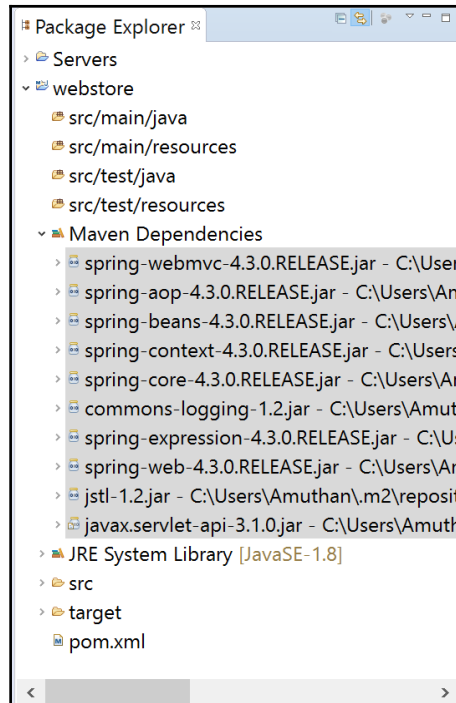 Package Explorer
Servers
webstore
src/main/java
src/main/resources
src/test/java
src/test/resources
Maven Dependencies
spring-webmvc-4.3.0.RELEASE.jar - C:\User
spring-aop-4.3.0.RELEASE.jar - C:\Users\Am
spring-beans-4.3.0.RELEASE.jar - C:\Users\
spring-context-4.3.0.RELEASE.jar - C:\Users
spring-core-4.3.0.RELEASE.jar - C:\Users\A
commons-logging-1.2.jar - C:\Users\Amut
spring-expression-4.3.0.RELEASE.jar - C:\U
spring-web-4.3.0.RELEASE.jar - C:\Users\A
jstl-1.2.jar - C:\Users\Amuthan\.m2\reposit
javax.servlet-api-3.1.0.jar - C:\Users\Amuth
JRE System Library [JavaSE-1.8]
src
target
pom.xml